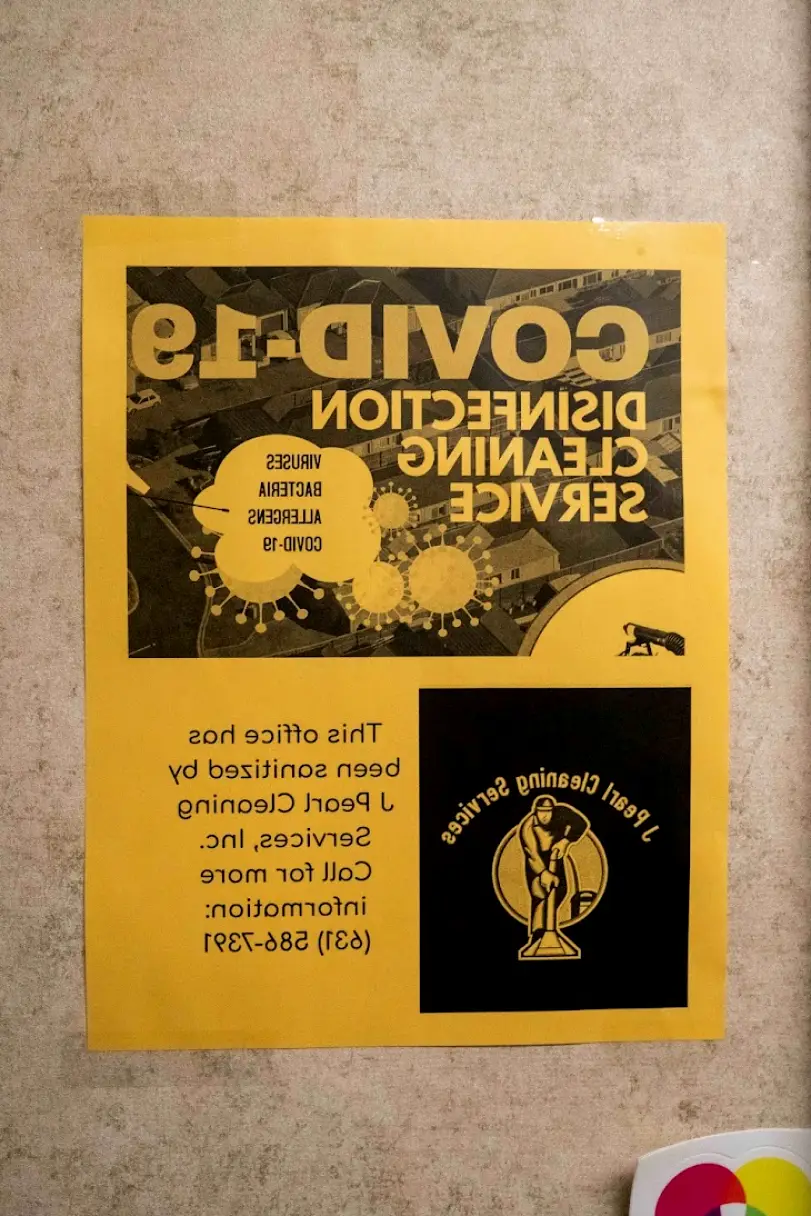 COVID-19
DISINFECTION
CLEANING
SERVICE
VIRUSES
BACTERIA
ALLERGENS
COVID-19
This office has
been sanitized by
J Pearl Cleaning
Services, Inc.
Call for more
information:
(631) 586-7391
J Pearl Cleaning Services